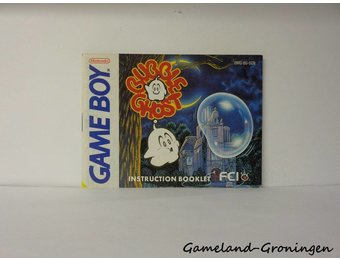 Nintendo
GAME BOY
BUBBLE
GHOST
INSTRUCTION BOOKLET
FCI
Gameland-Groningen